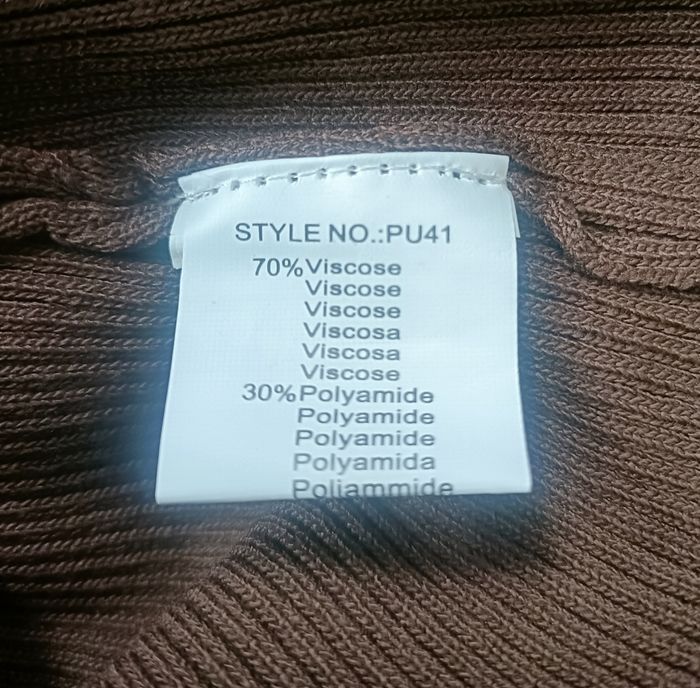 STYLE NO.:PU41
70%Viscose
Viscose
Viscose
Viscosa
Viscosa
Viscose
30%Polyamide
Polyamide
Polyamide
Polyamida
Poliammide